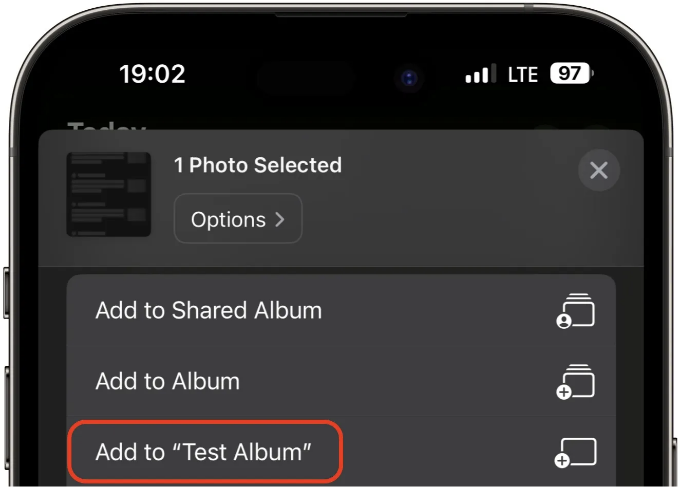 19:02
LTE
97
Today
1 Photo Selected
Options
Add to Shared Album
Add to Album
Add to “Test Album”